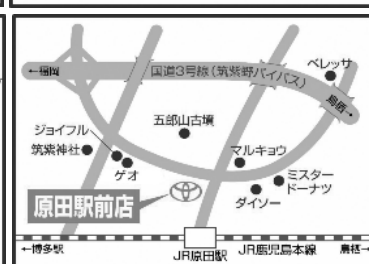 ←福岡
国道3号線(筑紫野バイパス)
ベレッサ
鳥栖→
ジョイフル
五郎山古墳
筑紫神社
ゲオ
マルキョウ
ミスター
ドーナツ
ダイソー
原田駅前店
←博多駅
JR原田駅
JR鹿児島本線
鳥栖→